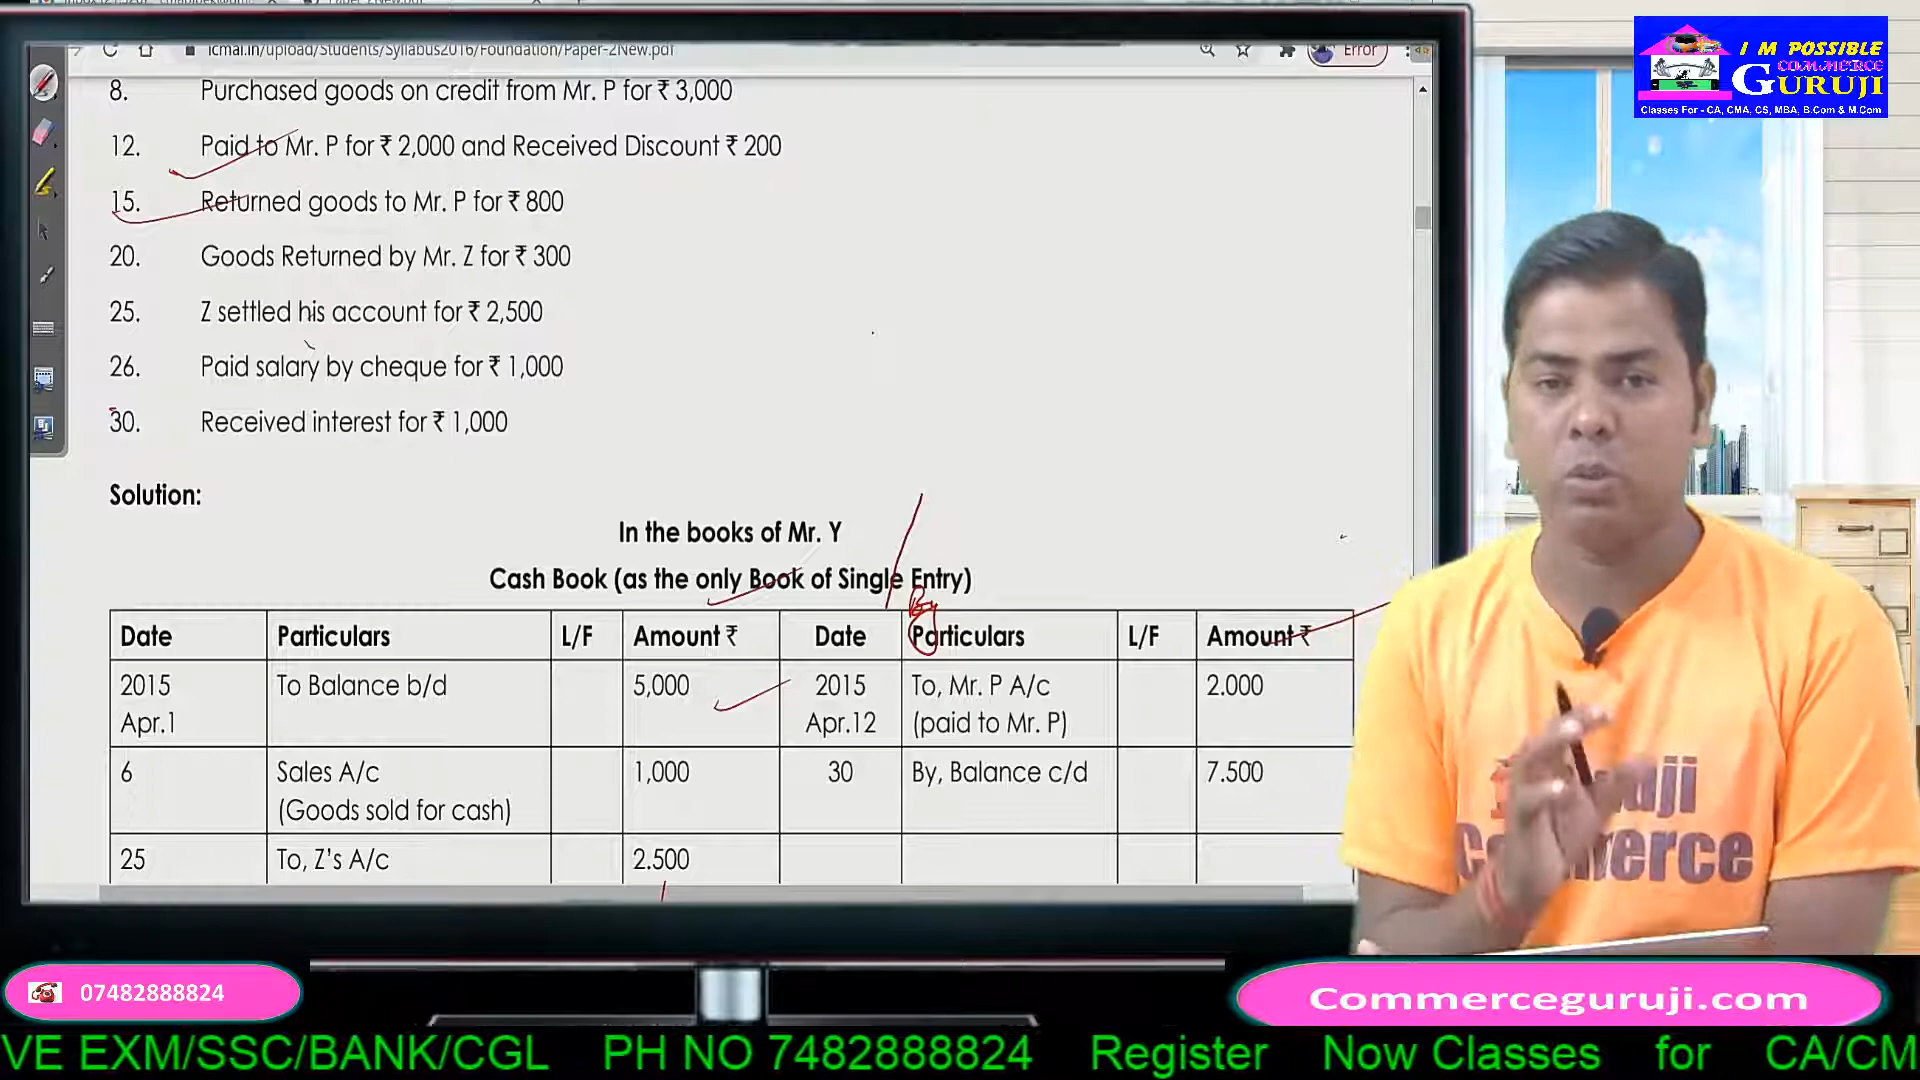 icmai.in/upload/Students/Syllabus2016/Foundation/Paper-2New.pdf
Error
I M POSSIBLE
COMMERCE
GURUJI
Classes For - CA, CMA, CS, MBA, B.Com & M.Com
8. Purchased goods on credit from Mr. P for ₹ 3,000
12. Paid to Mr. P for ₹ 2,000 and Received Discount ₹ 200
15. Returned goods to Mr. P for ₹ 800
20. Goods Returned by Mr. Z for ₹ 300
25. Z settled his account for ₹ 2,500
26. Paid salary by cheque for ₹ 1,000
30. Received interest for ₹ 1,000
Solution:
In the books of Mr. Y
Cash Book (as the only Book of Single Entry)
By
Date Particulars L/F Amount ₹ Date Particulars L/F Amount ₹
2015 To Balance b/d 5,000 2015 To, Mr. P A/c 2.000
Apr.1 Apr.12 (paid to Mr. P)
6 Sales A/c 1,000 30 By, Balance c/d 7.500
(Goods sold for cash)
25 To, Z's A/c 2.500
Commerce
07482888824
Commerceguruji.com
VE EXM/SSC/BANK/CGL PH NO 7482888824 Register Now Classes for CA/CM